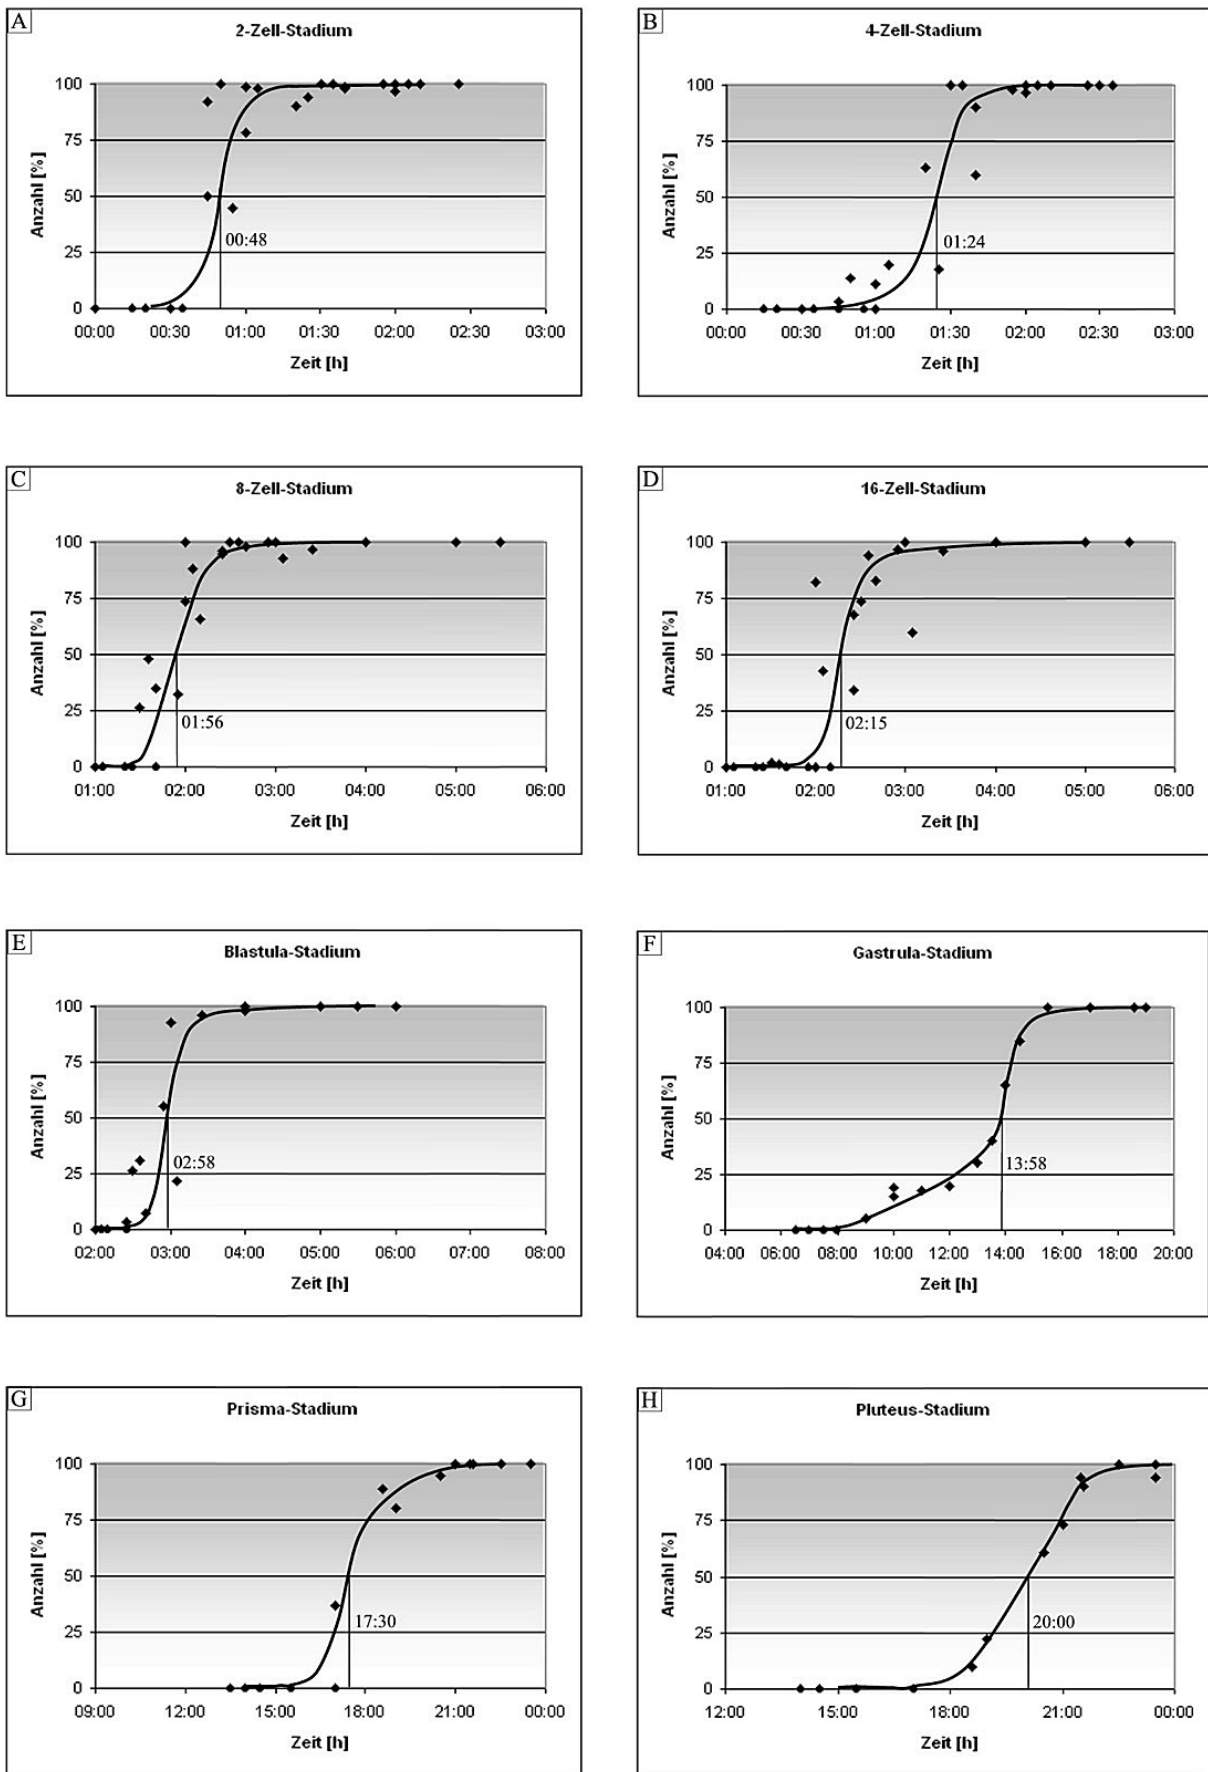 A
2-Zell-Stadium
100
75
50
25
0
Anzahl [%]
00:48
00:00 00:30 01:00 01:30 02:00 02:30 03:00
Zeit [h]
B
4-Zell-Stadium
100
75
50
25
0
Anzahl [%]
01:24
00:00 00:30 01:00 01:30 02:00 02:30 03:00
Zeit [h]
C
8-Zell-Stadium
100
75
50
25
0
Anzahl [%]
01:56
01:00 02:00 03:00 04:00 05:00 06:00
Zeit [h]
D
16-Zell-Stadium
100
75
50
25
0
Anzahl [%]
02:15
01:00 02:00 03:00 04:00 05:00 06:00
Zeit [h]
E
Blastula-Stadium
100
75
50
25
0
Anzahl [%]
02:58
02:00 03:00 04:00 05:00 06:00 07:00 08:00
Zeit [h]
F
Gastrula-Stadium
100
75
50
25
0
Anzahl [%]
13:58
04:00 06:00 08:00 10:00 12:00 14:00 16:00 18:00 20:00
Zeit [h]
G
Prisma-Stadium
100
75
50
25
0
Anzahl [%]
17:30
09:00 12:00 15:00 18:00 21:00 00:00
Zeit [h]
H
Pluteus-Stadium
100
75
50
25
0
Anzahl [%]
20:00
12:00 15:00 18:00 21:00 00:00
Zeit [h]